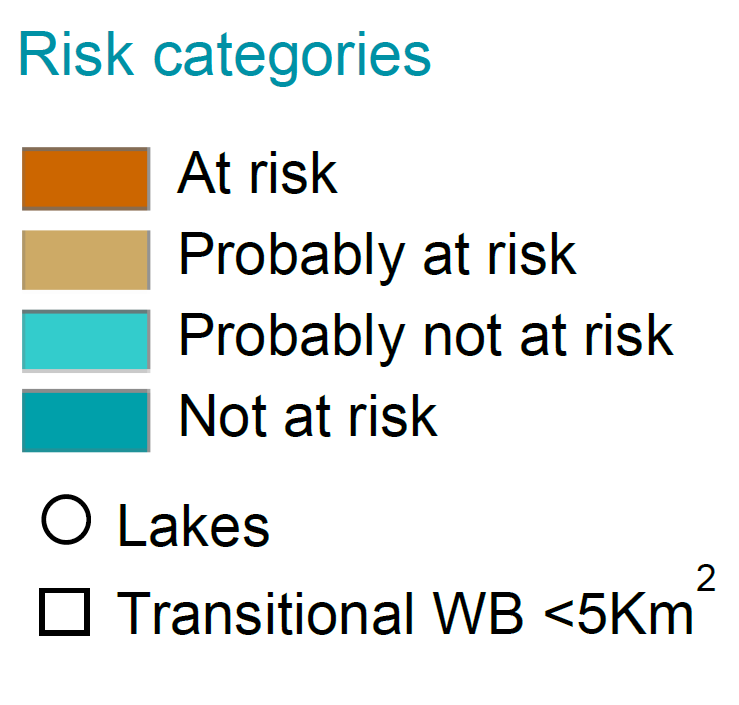 Risk categories
At risk
Probably at risk
Probably not at risk
Not at risk
Lakes
Transitional WB <5Km²